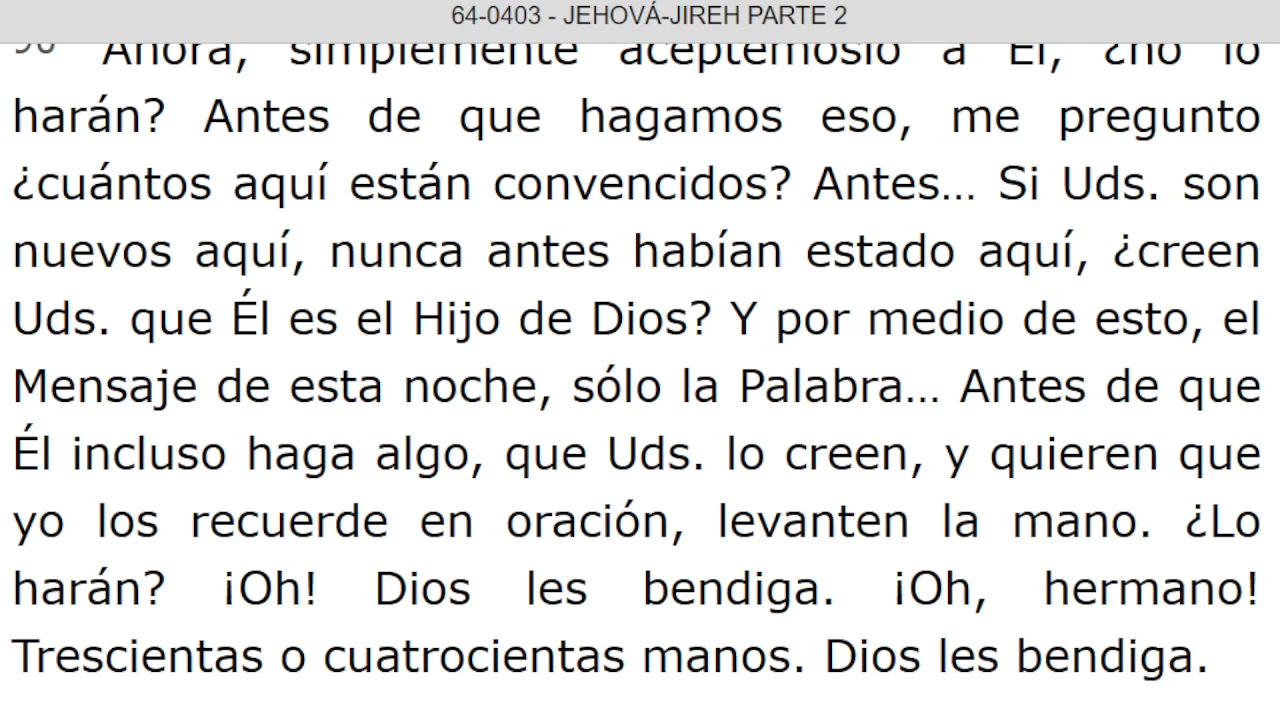 64-0403 - JEHOVÁ-JIREH PARTE 2
90 Ahora, simplemente aceptémoslo a Él, ¿no lo
harán? Antes de que hagamos eso, me pregunto
¿cuántos aquí están convencidos? Antes… Si Uds. son
nuevos aquí, nunca antes habían estado aquí, ¿creen
Uds. que Él es el Hijo de Dios? Y por medio de esto, el
Mensaje de esta noche, sólo la Palabra… Antes de que
Él incluso haga algo, que Uds. lo creen, y quieren que
yo los recuerde en oración, levanten la mano. ¿Lo
harán? ¡Oh! Dios les bendiga. ¡Oh, hermano!
Trescientas o cuatrocientas manos. Dios les bendiga.